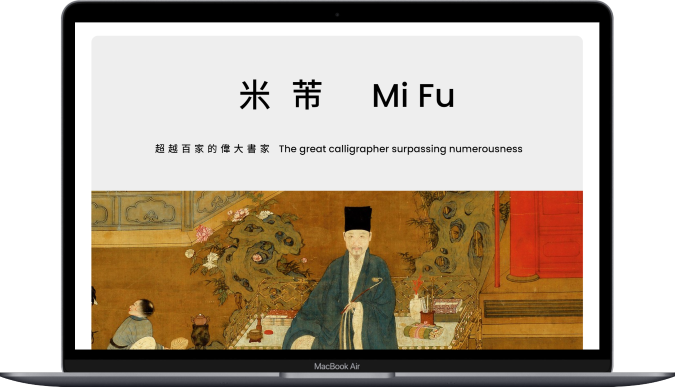 米芾 Mi Fu
超越百家的偉大書家 The great calligrapher surpassing numerousness
MacBook Air